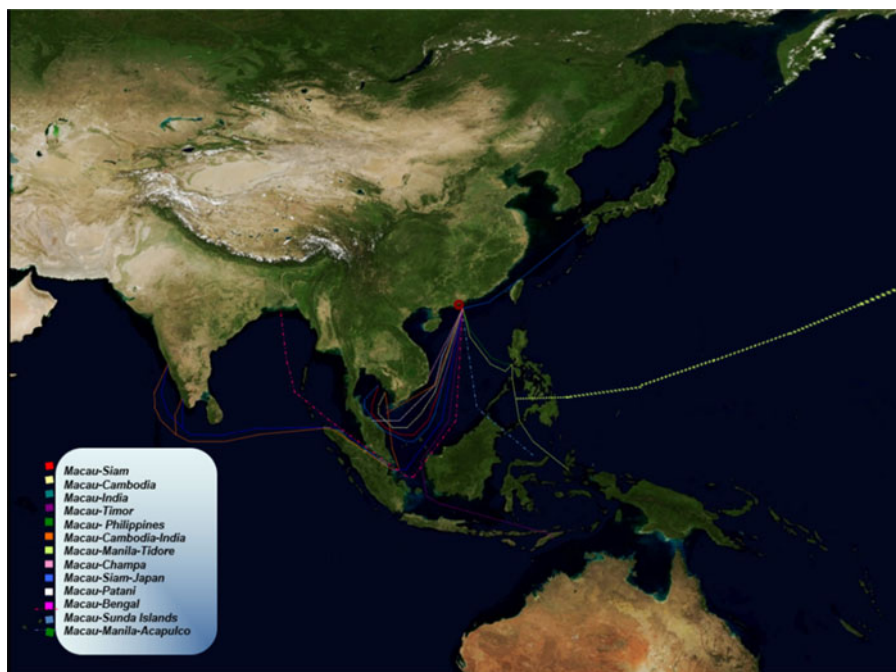 Macau-Siam
Macau-Cambodia
Macau-India
Macau-Timor
Macau- Philippines
Macau-Cambodia-India
Macau-Manila-Tidore
Macau-Champa
Macau-Siam-Japan
Macau-Patani
Macau-Bengal
Macau-Sunda Islands
Macau-Manila-Acapulco